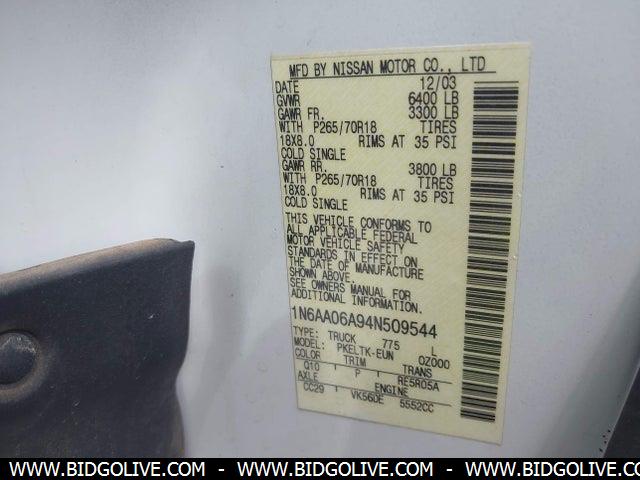 MFD BY NISSAN MOTOR CO., LTD
DATE 12/03
GVWR 6400 LB
GAWR FR. 3300 LB
WITH P265/70R18 TIRES
18X8.0 RIMS AT 35 PSI
COLD SINGLE
GAWR RR. 3800 LB
WITH P265/70R18 TIRES
18X8.0 RIMS AT 35 PSI
COLD SINGLE
THIS VEHICLE CONFORMS TO
ALL APPLICABLE FEDERAL
MOTOR VEHICLE SAFETY
STANDARDS IN EFFECT ON
THE DATE OF MANUFACTURE
SHOWN ABOVE.
SEE OWNERS MANUAL FOR
ADDITIONAL INFORMATION.
1N6AA06A94N509544
TYPE: TRUCK 775 L
MODEL: PKELTK-EUN OZ000
COLOR TRIM TRANS
Q10 P RE5R05A
AXLE ENGINE
CC29 VK56DE 5552CC
WWW.BIDGOLIVE.COM - WWW.BIDGOLIVE.COM - WWW.BIDGOLIVE.COM